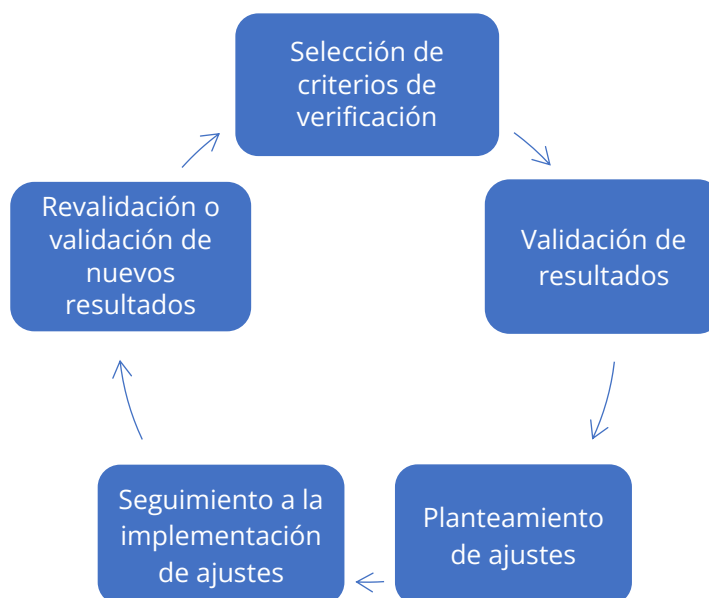 Selección de
criterios de
verificación
Validación de
resultados
Planteamiento
de ajustes
Seguimiento a la
implementación
de ajustes
Revalidación o
validación de
nuevos
resultados